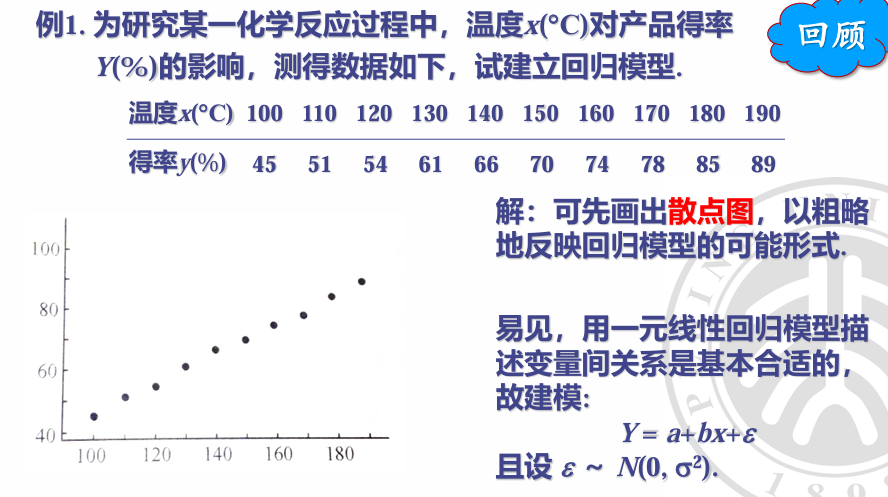 例1. 为研究某一化学反应过程中，温度x(°C)对产品得率
Y(%)的影响，测得数据如下，试建立回归模型.
回顾
温度x(°C) 100 110 120 130 140 150 160 170 180 190
得率y(%) 45 51 54 61 66 70 74 78 85 89
解：可先画出散点图，以粗略
地反映回归模型的可能形式.
易见，用一元线性回归模型描
述变量间关系是基本合适的，
故建模:
Y = a+bx+ε
且设 ε ~ N(0, σ²).
100
80
60
40
100 120 140 160 180